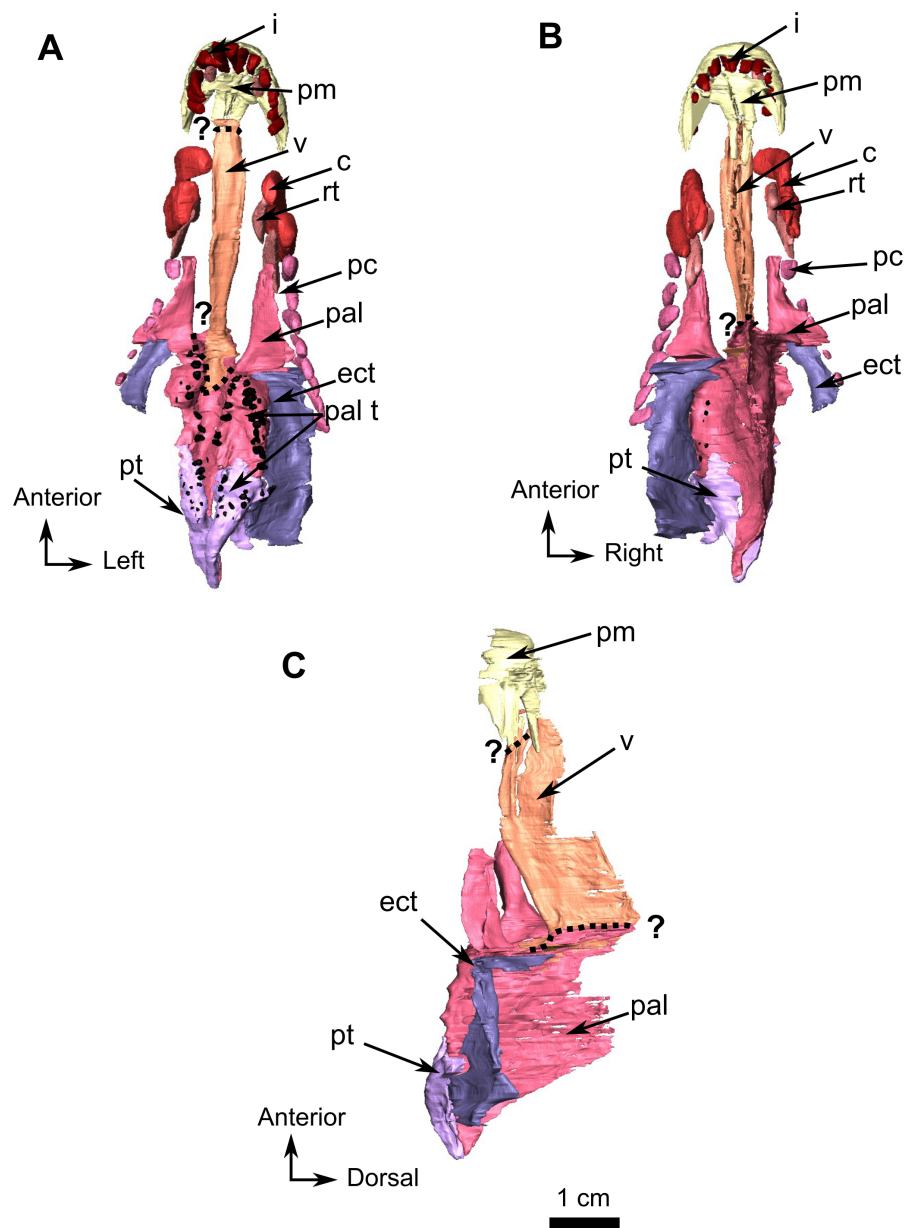 A
i
pm
?
v
c
rt
pc
?
pal
ect
pal t
pt
Anterior
Left
B
i
pm
v
c
rt
pc
?
pal
ect
pt
Anterior
Right
C
pm
?
v
ect
?
pal
pt
Anterior
Dorsal
1 cm